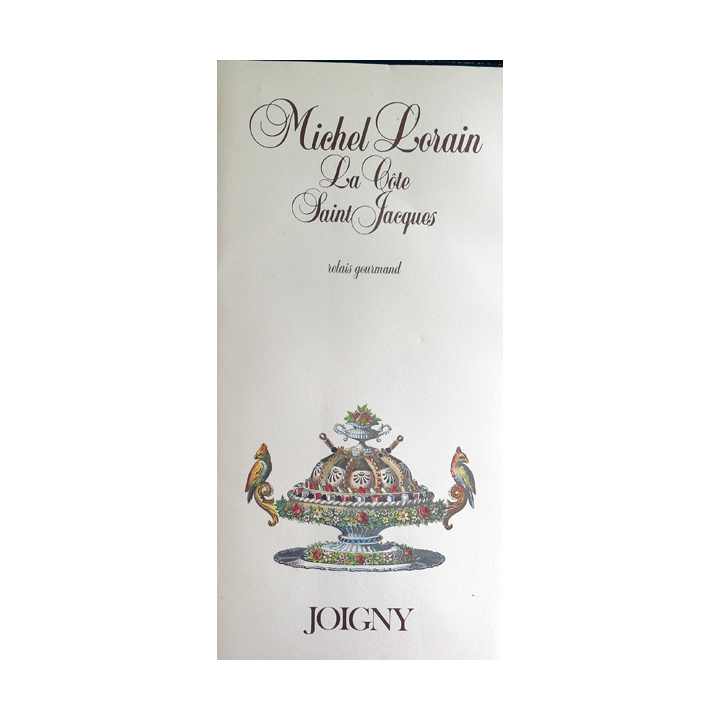 Michel Lorain
La Côte
Saint Jacques
relais gourmand
JOIGNY